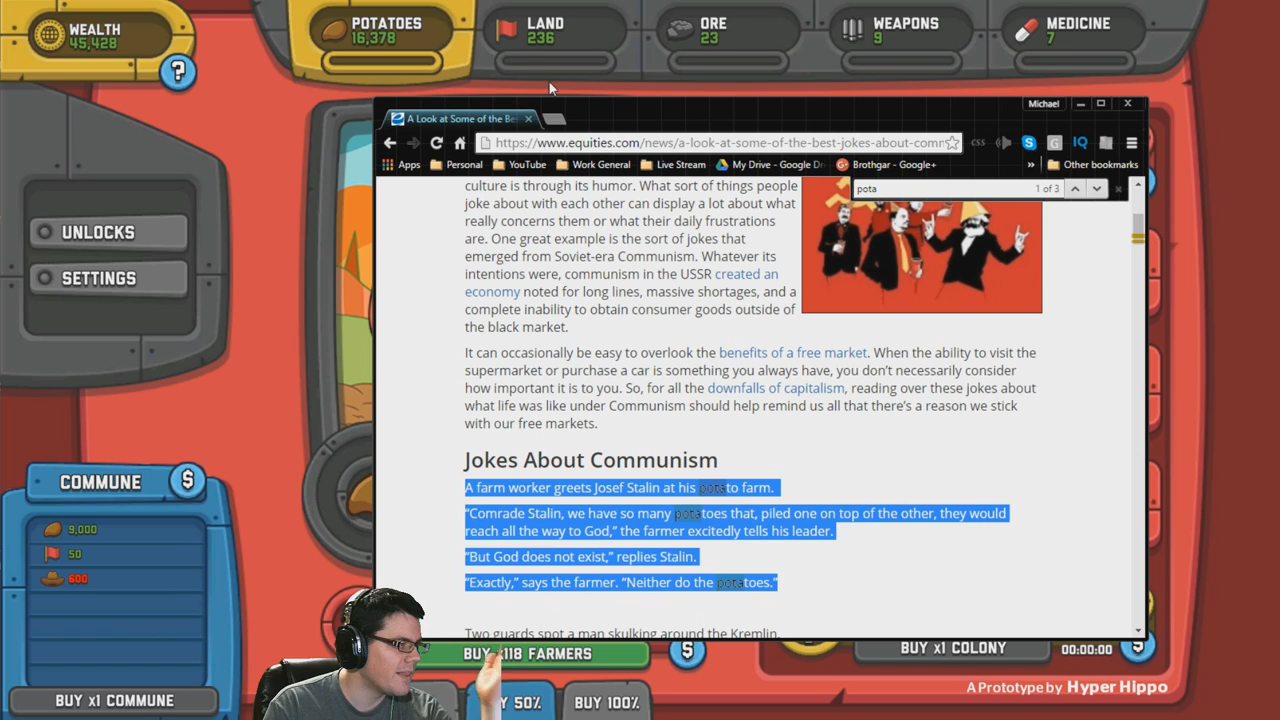 WEALTH
45,428
?
POTATOES
16,378
LAND
236
ORE
23
WEAPONS
9
MEDICINE
7
UNLOCKS
SETTINGS
COMMUNE
$
9,000
50
600
BUY x1 COMMUNE
Michael
A Look at Some of the Be
https://www.equities.com/news/a-look-at-some-of-the-best-jokes-about-comm
CSS
IQ
Apps
Personal
YouTube
Work General
Live Stream
My Drive - Google Dr
Brothgar - Google+
»
Other bookmarks
pota
1 of 3
culture is through its humor. What sort of things people
joke about with each other can display a lot about what
really concerns them or what their daily frustrations
are. One great example is the sort of jokes that
emerged from Soviet-era Communism. Whatever its
intentions were, communism in the USSR created an
economy noted for long lines, massive shortages, and a
complete inability to obtain consumer goods outside of
the black market.
It can occasionally be easy to overlook the benefits of a free market. When the ability to visit the
supermarket or purchase a car is something you always have, you don't necessarily consider
how important it is to you. So, for all the downfalls of capitalism, reading over these jokes about
what life was like under Communism should help remind us all that there's a reason we stick
with our free markets.
Jokes About Communism
A farm worker greets Josef Stalin at his potato farm.
“Comrade Stalin, we have so many potatoes that, piled one on top of the other, they would
reach all the way to God,” the farmer excitedly tells his leader.
“But God does not exist,” replies Stalin.
“Exactly,” says the farmer. “Neither do the potatoes.”
Two guards spot a man skulking around the Kremlin.
FARMERS
$
50%
BUY 100%
BUY x1 COLONY
00:00:00
$
A Prototype by Hyper Hippo